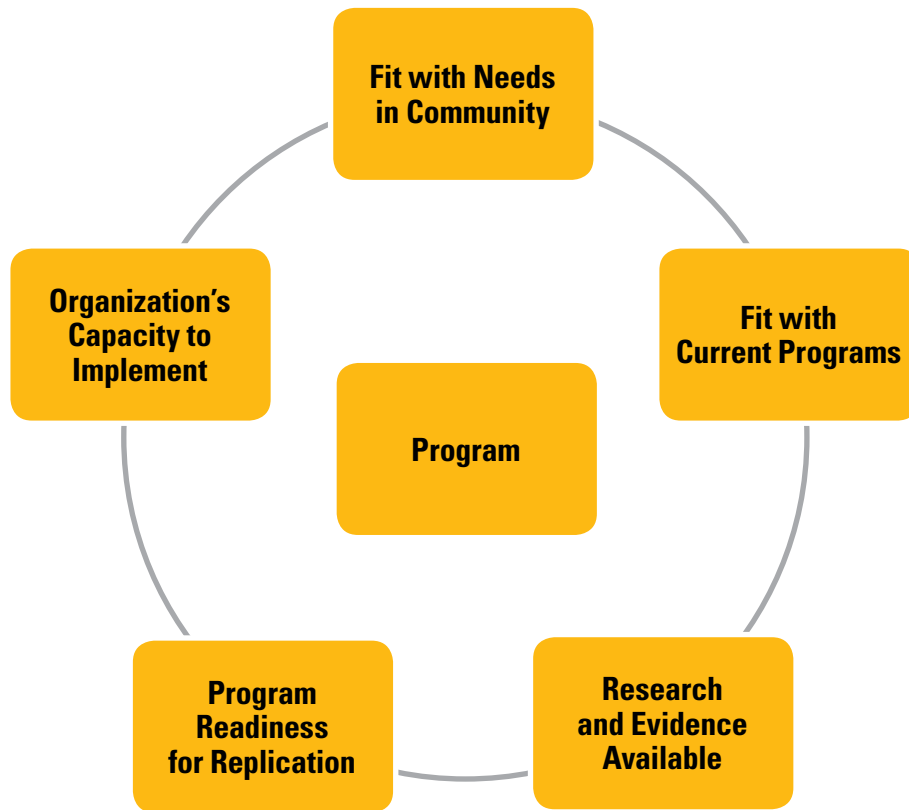 Fit with Needs
in Community
Organization’s
Capacity to
Implement
Fit with
Current Programs
Program
Program
Readiness
for Replication
Research
and Evidence
Available